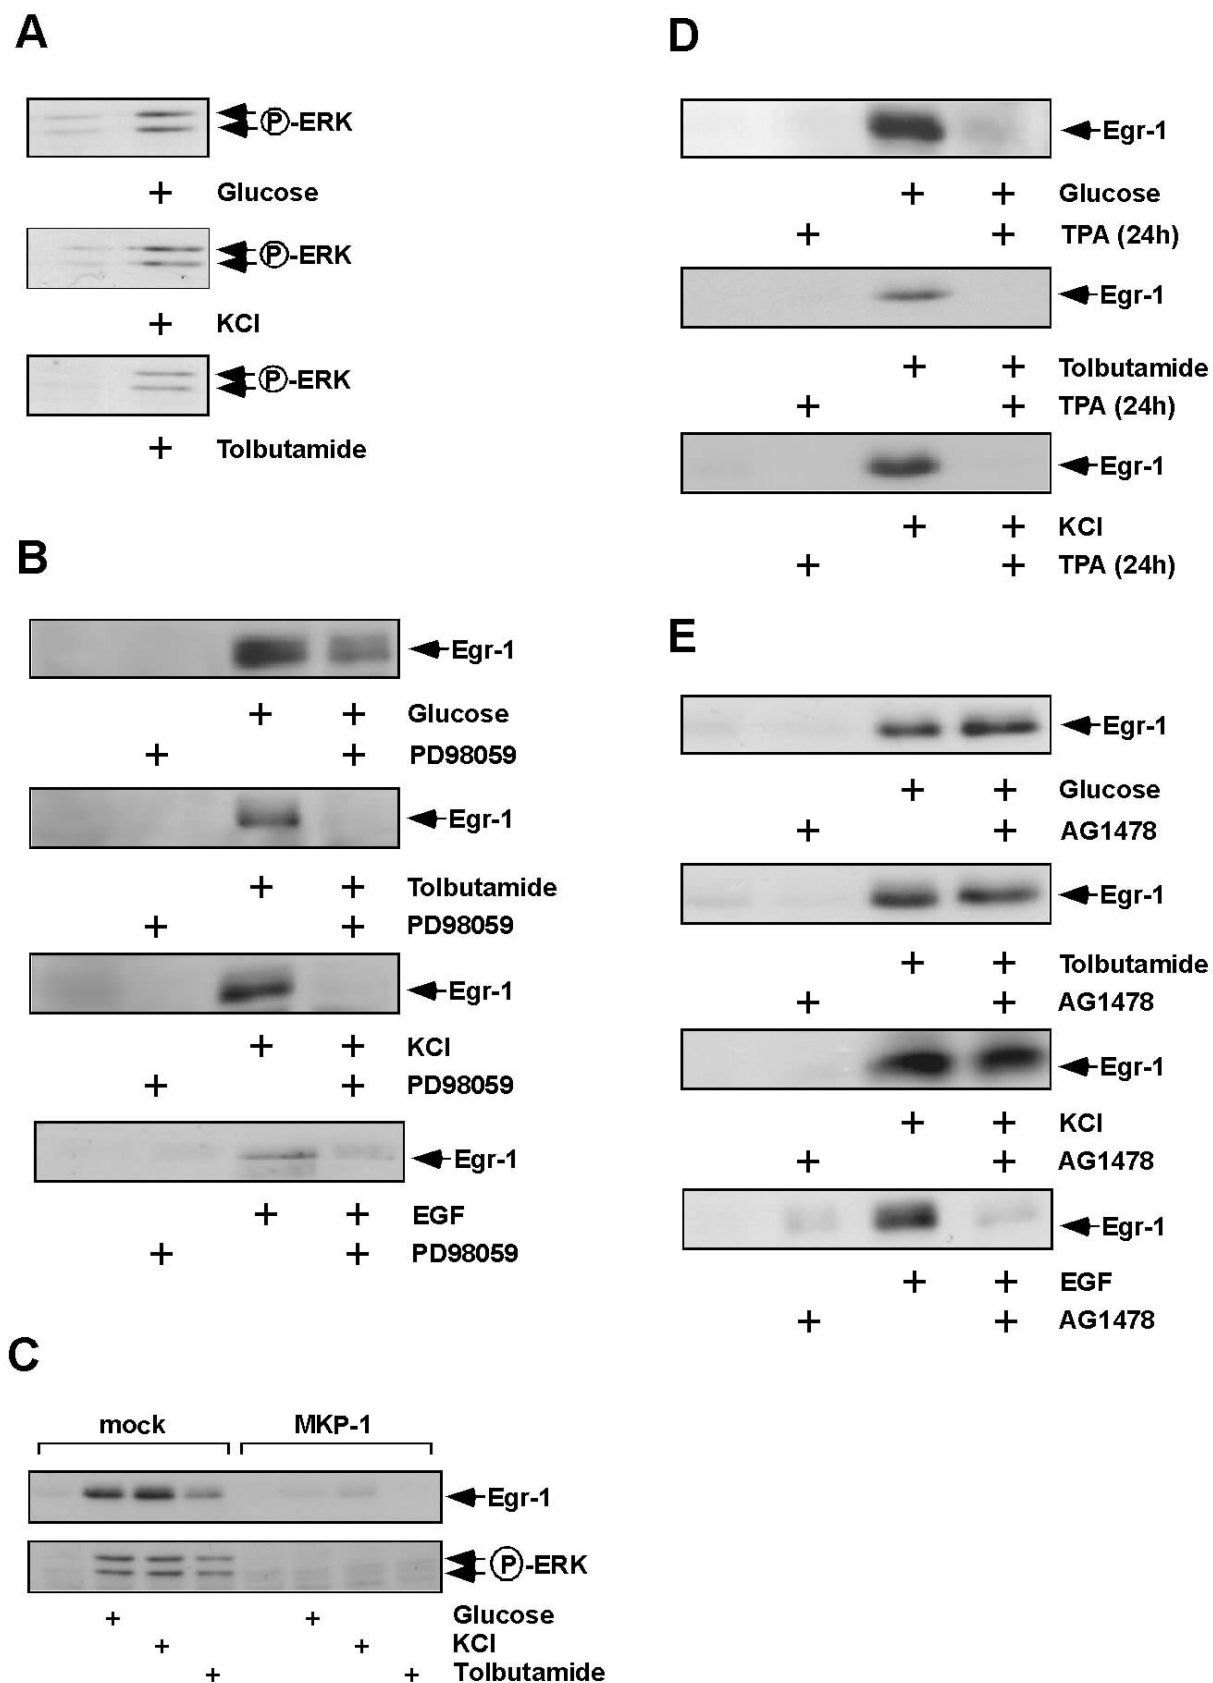 A
Ⓟ-ERK
+ Glucose
Ⓟ-ERK
+ KCl
Ⓟ-ERK
+ Tolbutamide
B
Egr-1
+ + Glucose
+ + PD98059
Egr-1
+ + Tolbutamide
+ + PD98059
Egr-1
+ + KCl
+ + PD98059
Egr-1
+ + EGF
+ + PD98059
C
mock MKP-1
Egr-1
Ⓟ-ERK
+ + Glucose
+ + KCl
+ + Tolbutamide
D
Egr-1
+ + Glucose
+ + TPA (24h)
Egr-1
+ + Tolbutamide
+ + TPA (24h)
Egr-1
+ + KCl
+ + TPA (24h)
E
Egr-1
+ + Glucose
+ + AG1478
Egr-1
+ + Tolbutamide
+ + AG1478
Egr-1
+ + KCl
+ + AG1478
Egr-1
+ + EGF
+ + AG1478